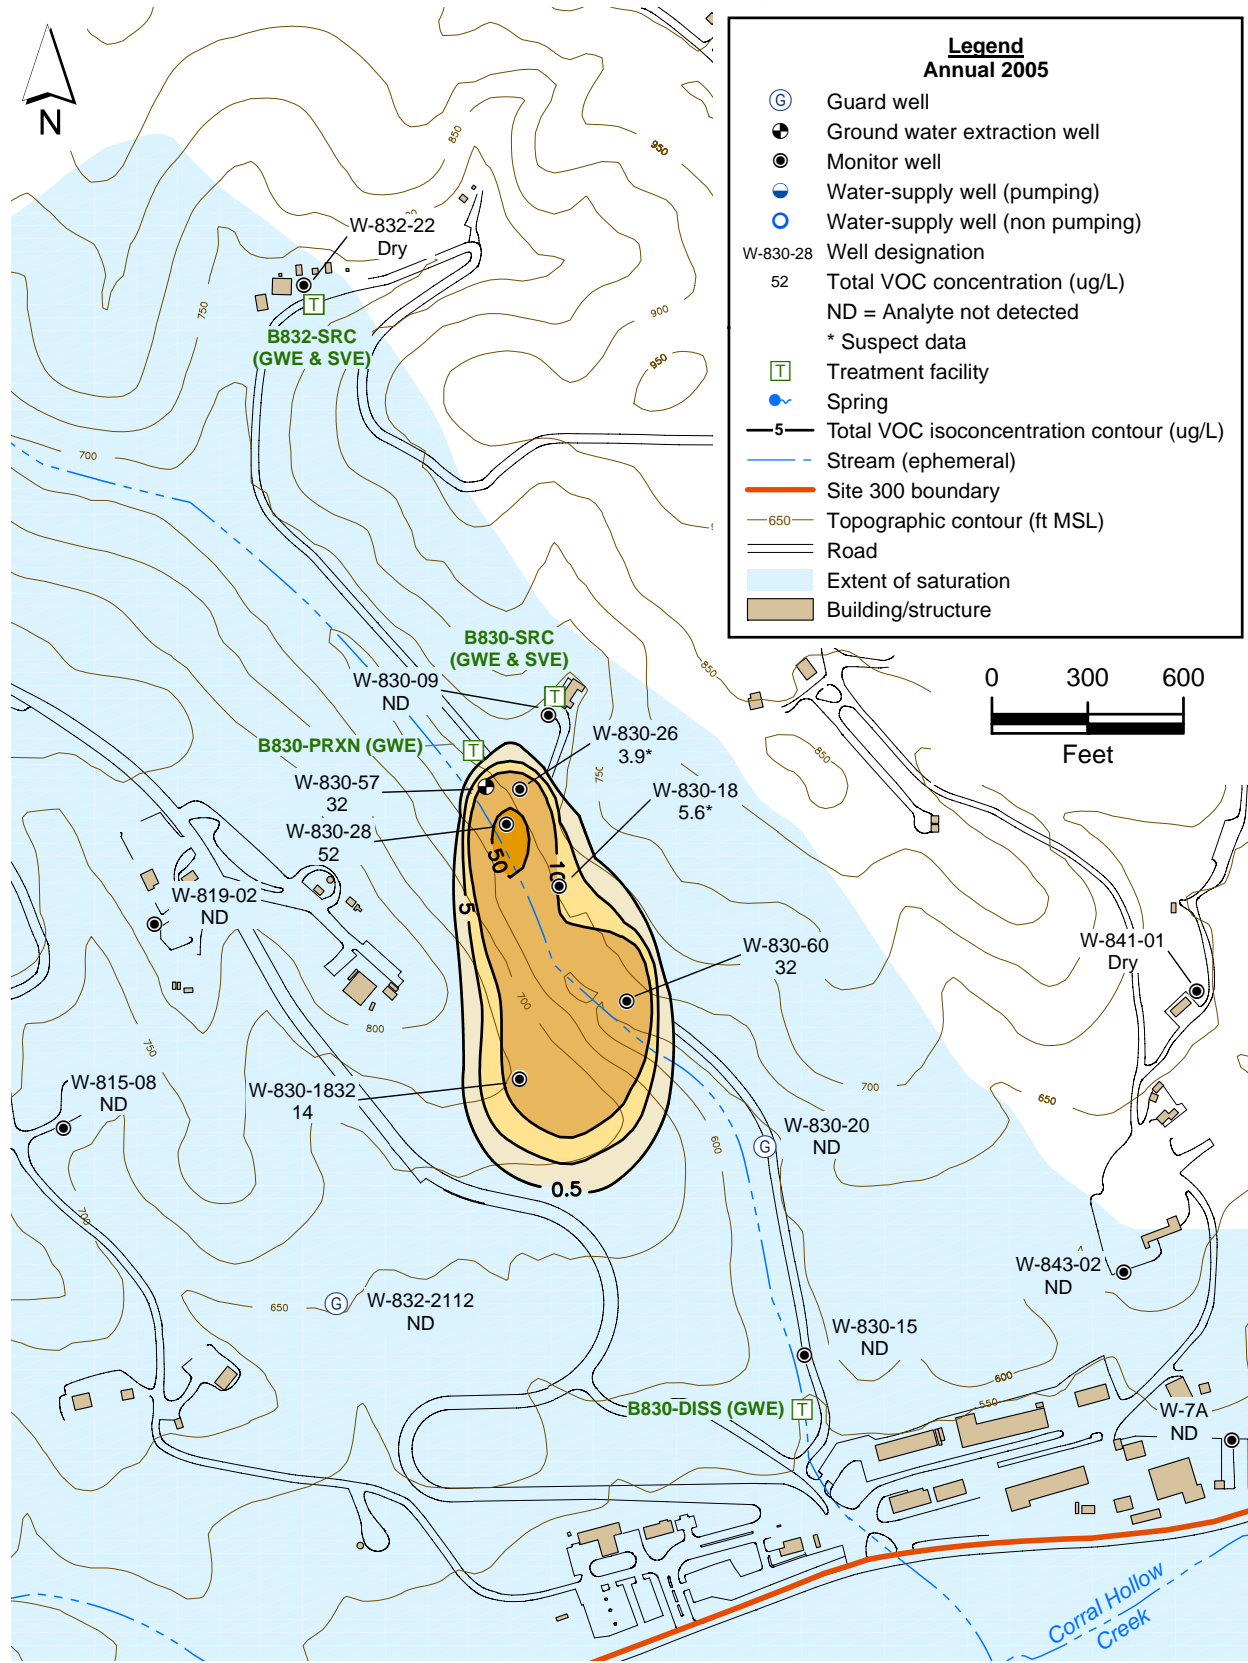 Legend
Annual 2005
G Guard well
Ground water extraction well
Monitor well
Water-supply well (pumping)
Water-supply well (non pumping)
W-830-28 Well designation
52 Total VOC concentration (ug/L)
ND = Analyte not detected
* Suspect data
T Treatment facility
Spring
5 Total VOC isoconcentration contour (ug/L)
Stream (ephemeral)
Site 300 boundary
650 Topographic contour (ft MSL)
Road
Extent of saturation
Building/structure
N
850
950
W-832-22
Dry
T
B832-SRC
(GWE & SVE)
750
900
950
700
B830-SRC
(GWE & SVE)
T
W-830-09
ND
850
0 300 600
Feet
B830-PRXN (GWE)
T
W-830-26
3.9*
750
850
W-830-57
32
W-830-18
5.6*
W-830-28
52
50
10
5
W-819-02
ND
W-830-60
32
W-841-01
Dry
700
800
750
W-815-08
ND
W-830-1832
14
700
650
600
W-830-20
ND
G
0.5
700
W-843-02
ND
650
G
W-832-2112
ND
W-830-15
ND
600
550
B830-DISS (GWE)
T
W-7A
ND
Corral Hollow
Creek